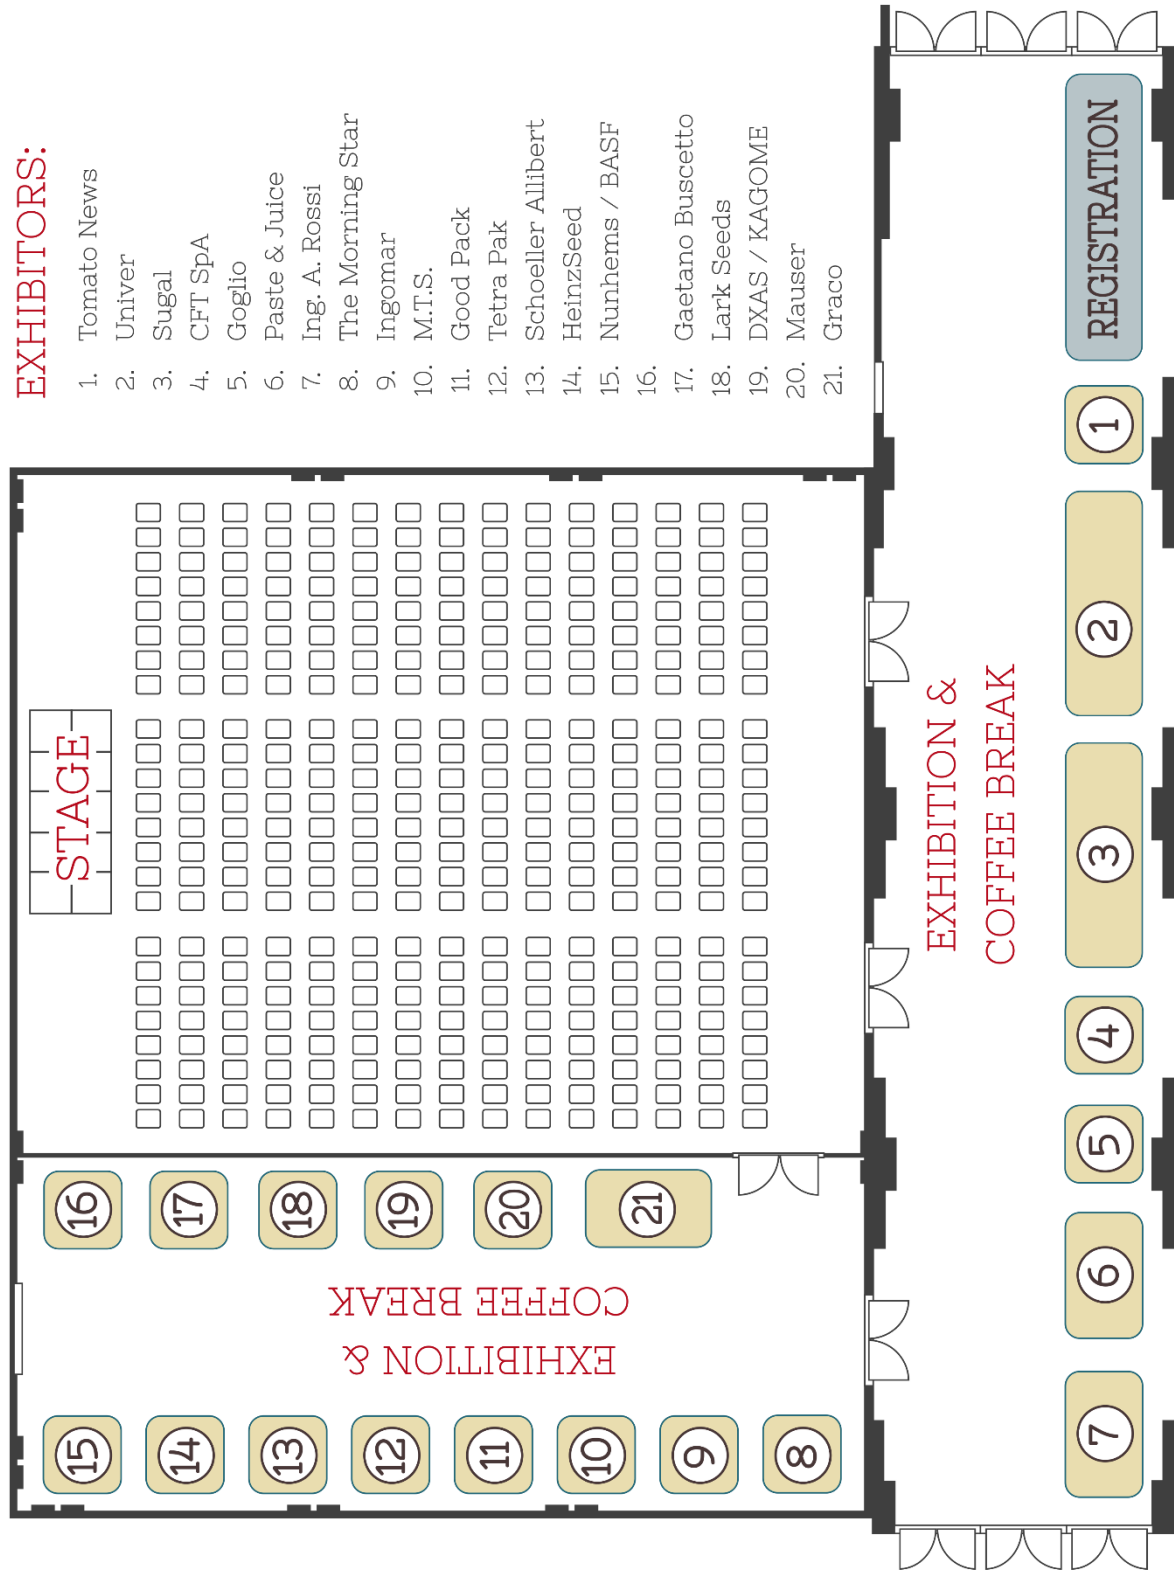 EXHIBITORS:
1. Tomato News
2. Univer
3. Sugal
4. CFT SpA
5. Goglio
6. Paste & Juice
7. Ing. A. Rossi
8. The Morning Star
9. Ingomar
10. M.T.S.
11. Good Pack
12. Tetra Pak
13. Schoeller Allibert
14. HeinzSeed
15. Nunhems / BASF
16.
17. Gaetano Buscetto
18. Lark Seeds
19. DXAS / KAGOME
20. Mauser
21. Graco
STAGE
16
17
18
19
20
21
EXHIBITION &
COFFEE BREAK
15
14
13
12
11
10
9
8
EXHIBITION &
COFFEE BREAK
7
6
5
4
3
2
1
REGISTRATION